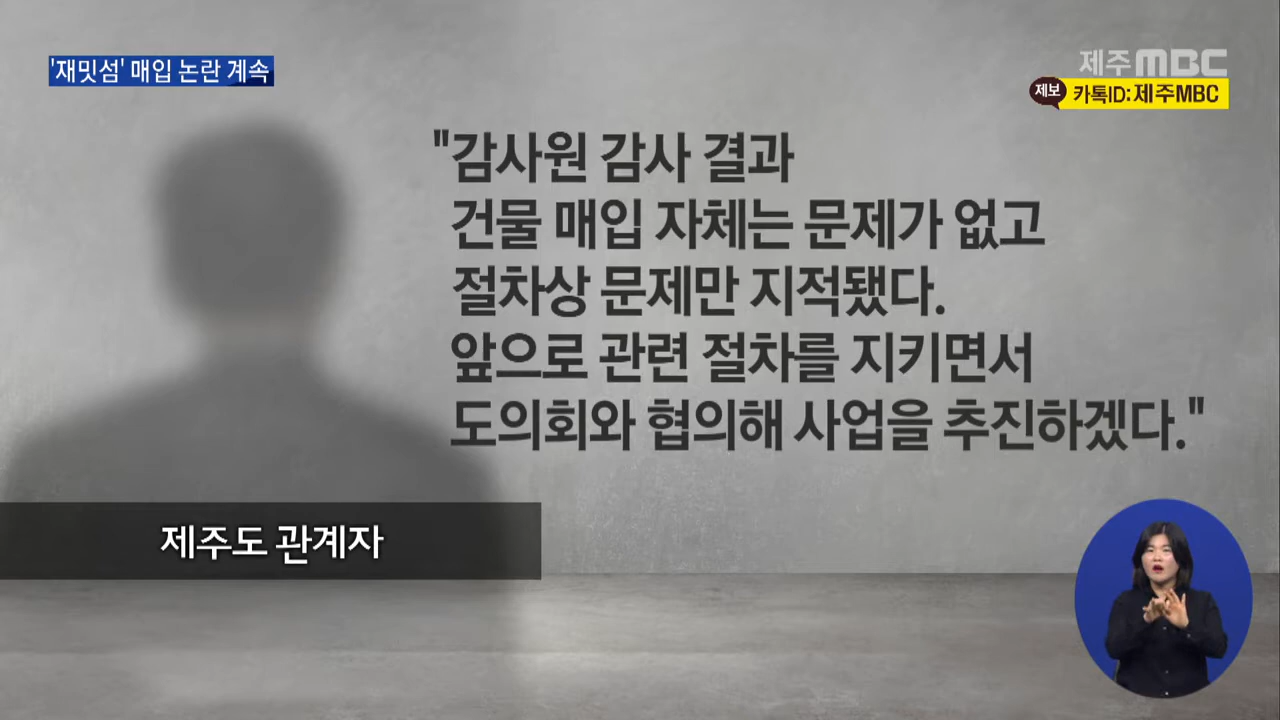 '재밋섬' 매입 논란 계속
제주MBC
제보 카톡ID:제주MBC
"감사원 감사 결과
건물 매입 자체는 문제가 없고
절차상 문제만 지적됐다.
앞으로 관련 절차를 지키면서
도의회와 협의해 사업을 추진하겠다."
제주도 관계자